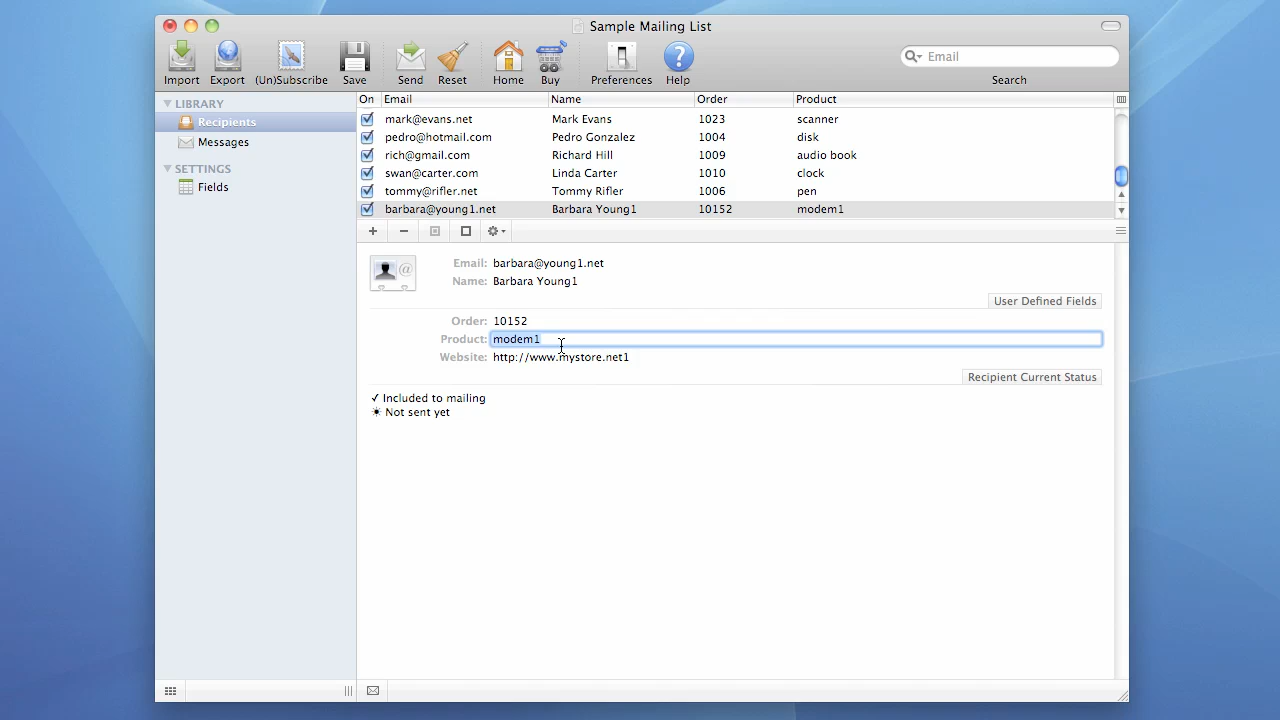 Sample Mailing List
Import Export (Un)Subscribe Save Send Reset Home Buy Preferences Help Email Search
LIBRARY
Recipients
Messages
SETTINGS
Fields
On Email Name Order Product
mark@evans.net Mark Evans 1023 scanner
pedro@hotmail.com Pedro Gonzalez 1004 disk
rich@gmail.com Richard Hill 1009 audio book
swan@carter.com Linda Carter 1010 clock
tommy@rifler.net Tommy Rifler 1006 pen
barbara@young1.net Barbara Young1 10152 modem1
Email: barbara@young1.net
Name: Barbara Young1
User Defined Fields
Order: 10152
Product: modem1
Website: http://www.mystore.net1
Recipient Current Status
✓ Included to mailing
☀ Not sent yet